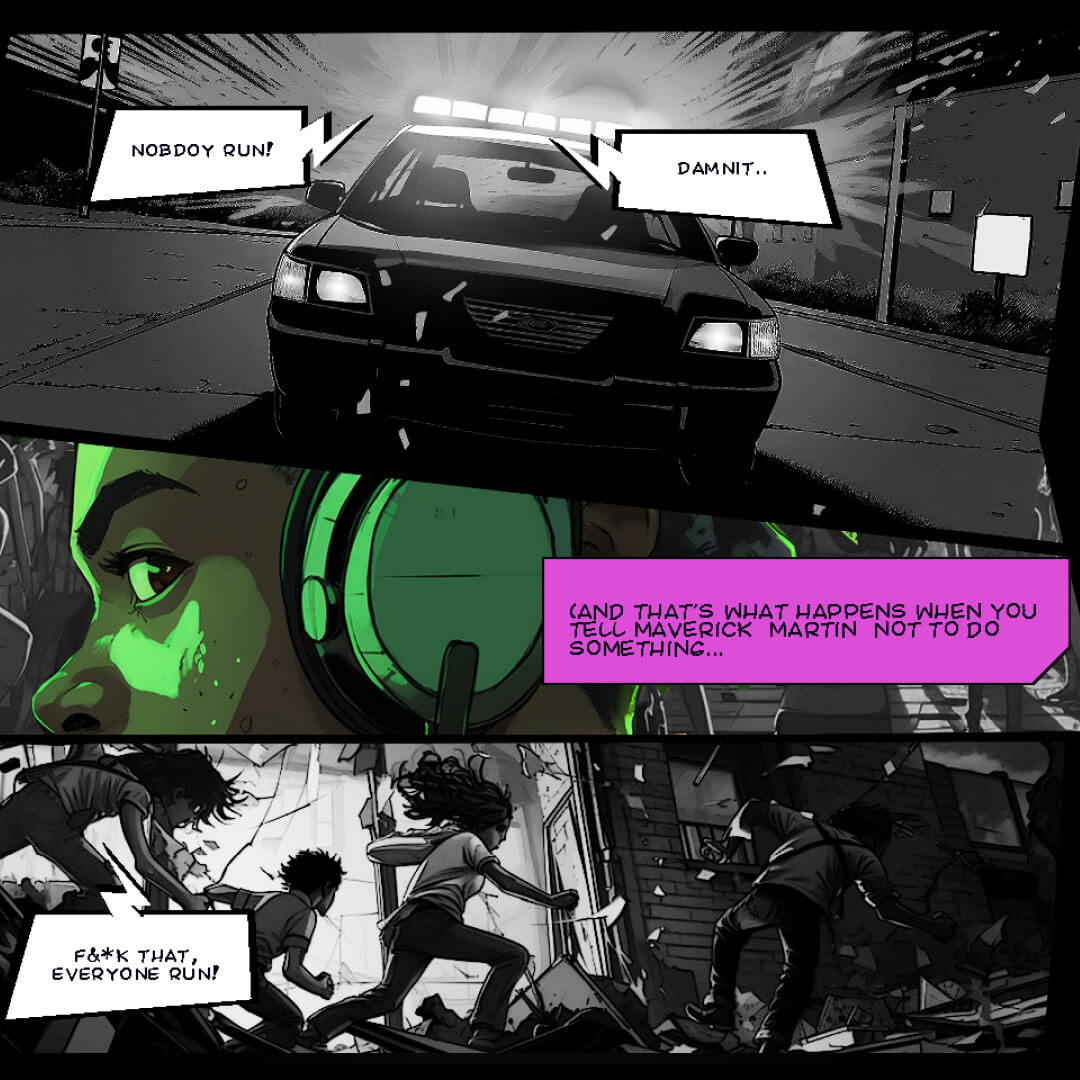 NOBDOY RUN!
DAMNIT..
(AND THAT'S WHAT HAPPENS WHEN YOU
TELL MAVERICK MARTIN NOT TO DO
SOMETHING...
F&*K THAT,
EVERYONE RUN!